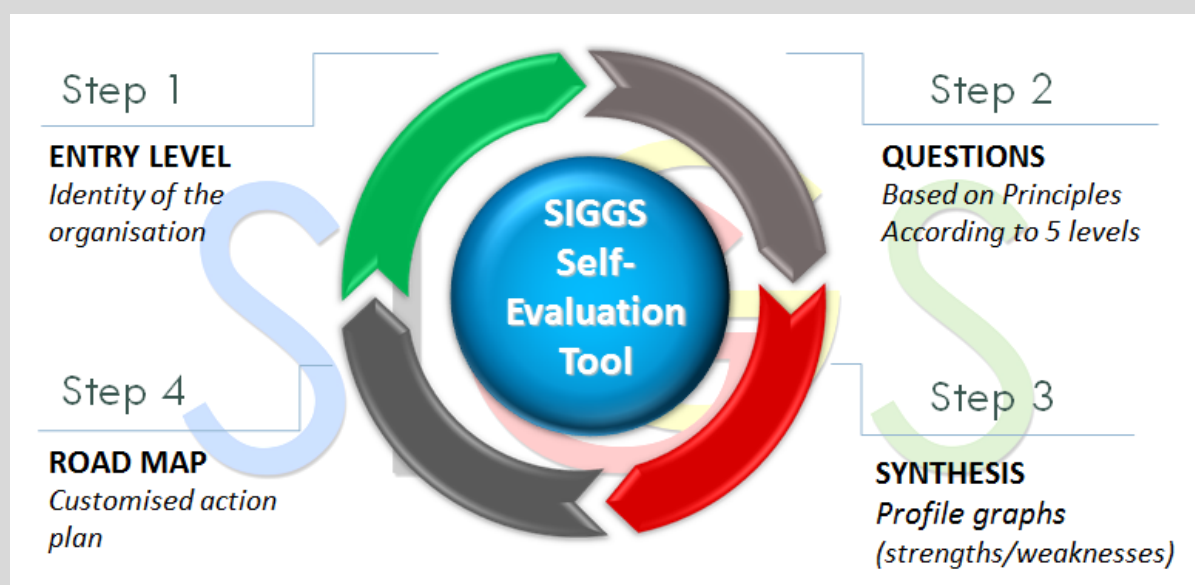 Step 1
ENTRY LEVEL
Identity of the
organisation
Step 2
QUESTIONS
Based on Principles
According to 5 levels
SIGGS
Self-
Evaluation
Tool
Step 4
ROAD MAP
Customised action
plan
Step 3
SYNTHESIS
Profile graphs
(strengths/weaknesses)
SIGGS